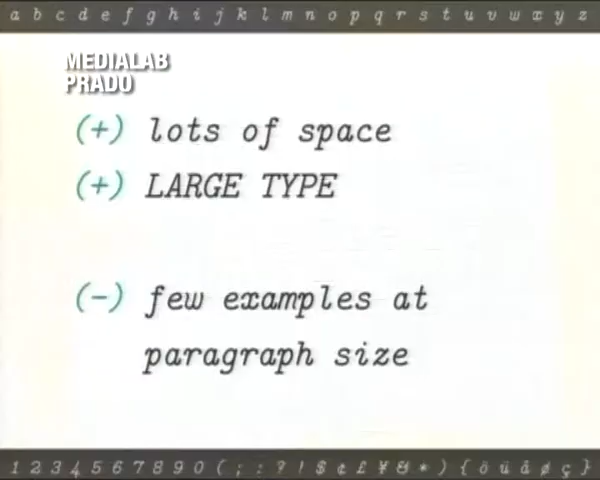 a b c d e f g h i j k l m n o p q r s t u v w x y z
MEDIALAB
PRADO
(+) lots of space
(+) LARGE TYPE
(-) few examples at
paragraph size
1 2 3 4 5 6 7 8 9 0 ( ; : ? ! $ ¢ £ ¥ & * ) { ö ü å ø ç }